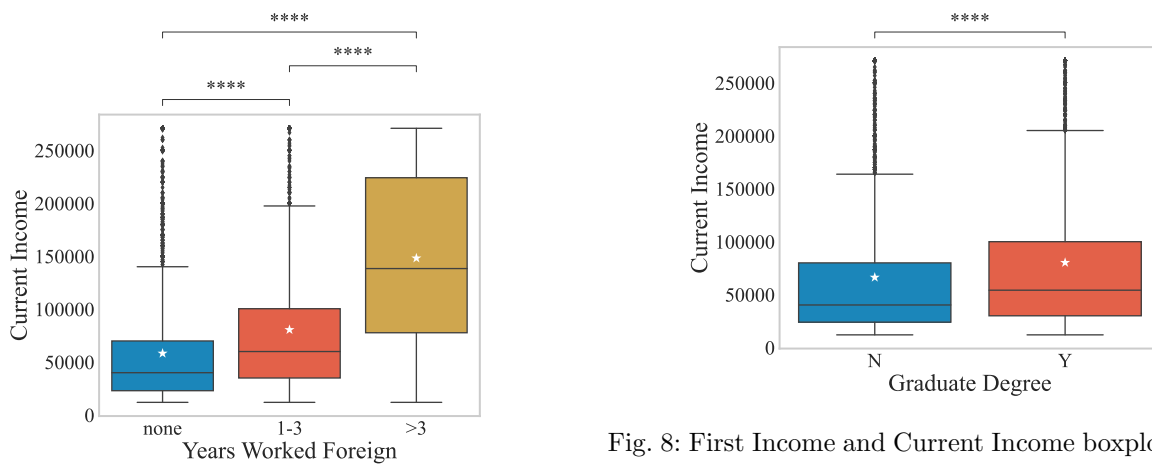 ****
****
****
250000
200000
150000
100000
50000
0
Current Income
none 1-3 >3
Years Worked Foreign
****
250000
200000
150000
100000
50000
0
Current Income
N Y
Graduate Degree
Fig. 8: First Income and Current Income boxplo